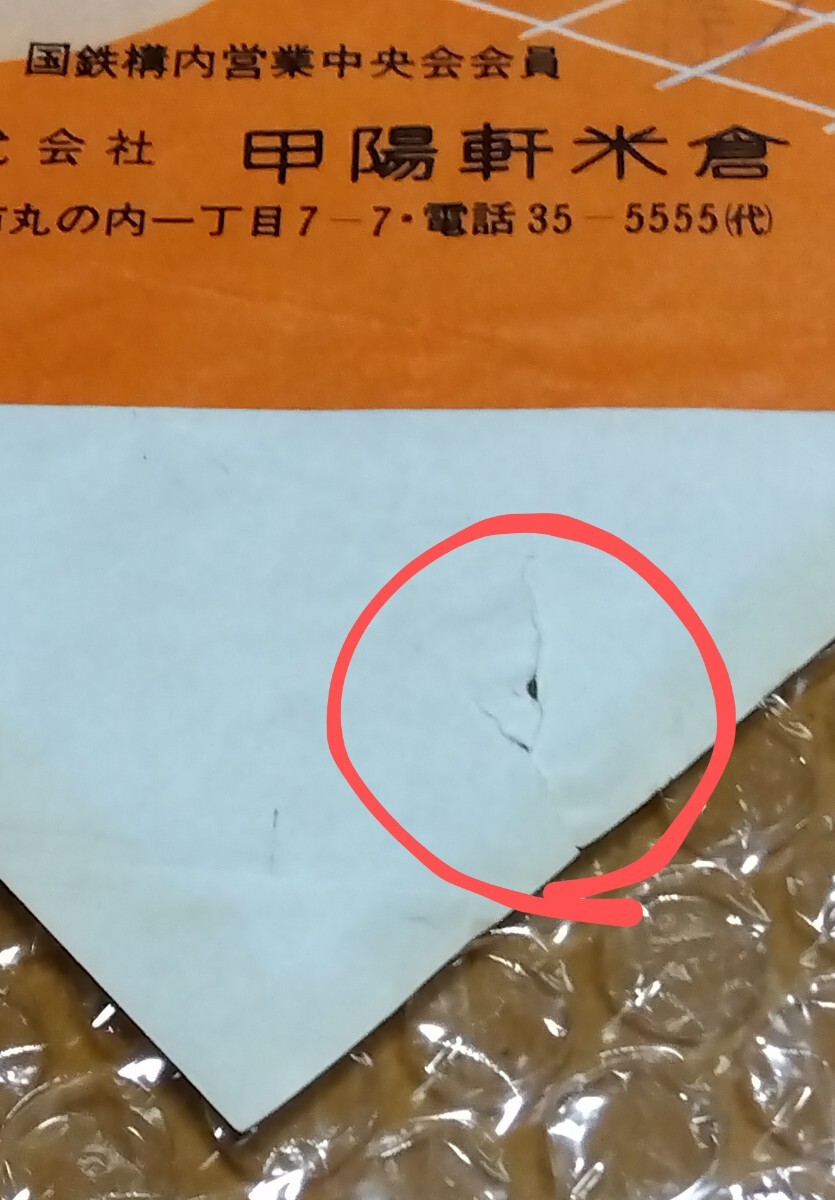 国鉄構内営業中央会会員
式会社 甲陽軒米倉
市丸の内一丁目7-7・電話35-5555㈹